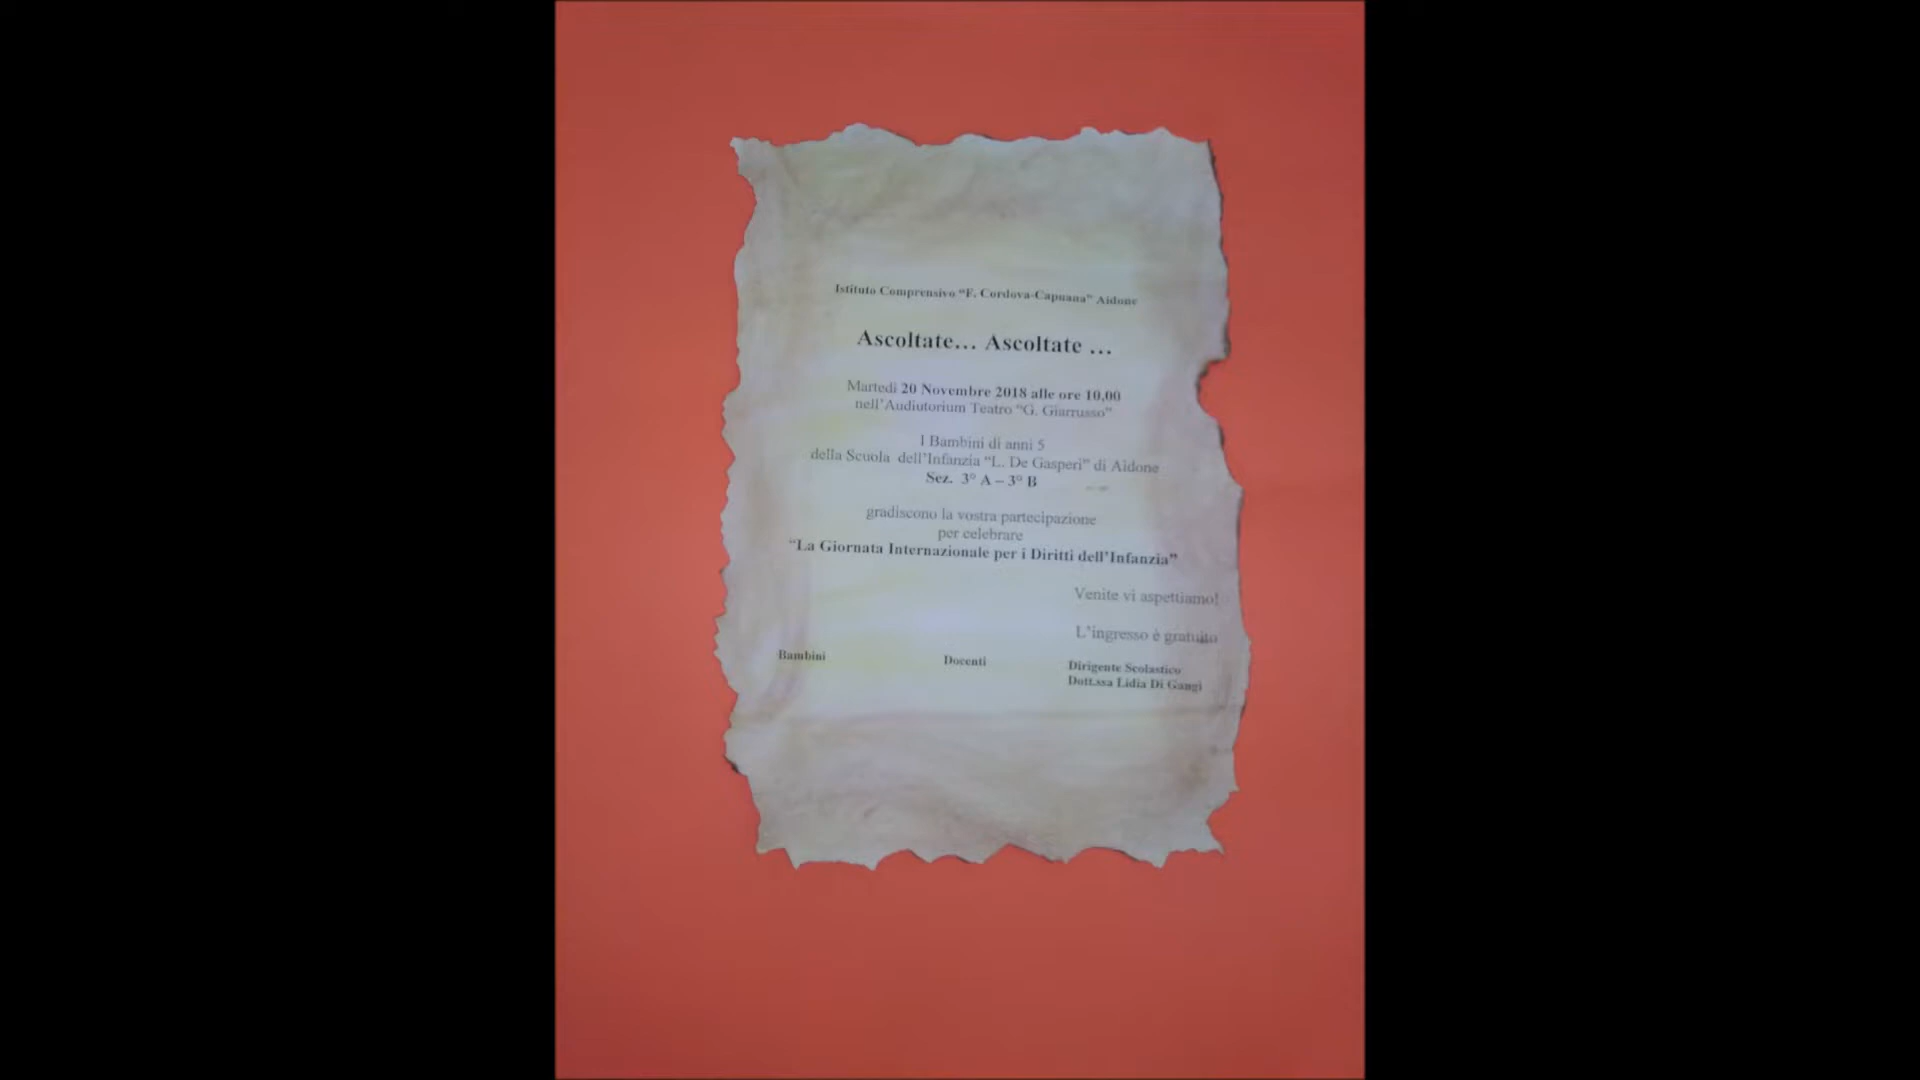 Istituto Comprensivo “F. Cordova-Capuana” Aidone
Ascoltate… Ascoltate …
Martedì 20 Novembre 2018 alle ore 10,00
nell’Audiutorium Teatro “G. Giarrusso”
I Bambini di anni 5
della Scuola dell’Infanzia “L. De Gasperi” di Aidone
Sez. 3° A – 3° B
gradiscono la vostra partecipazione
per celebrare
“La Giornata Internazionale per i Diritti dell’Infanzia”
Venite vi aspettiamo!
L’ingresso è gratuito
Bambini Docenti Dirigente Scolastico
Dott.ssa Lidia Di Gangi